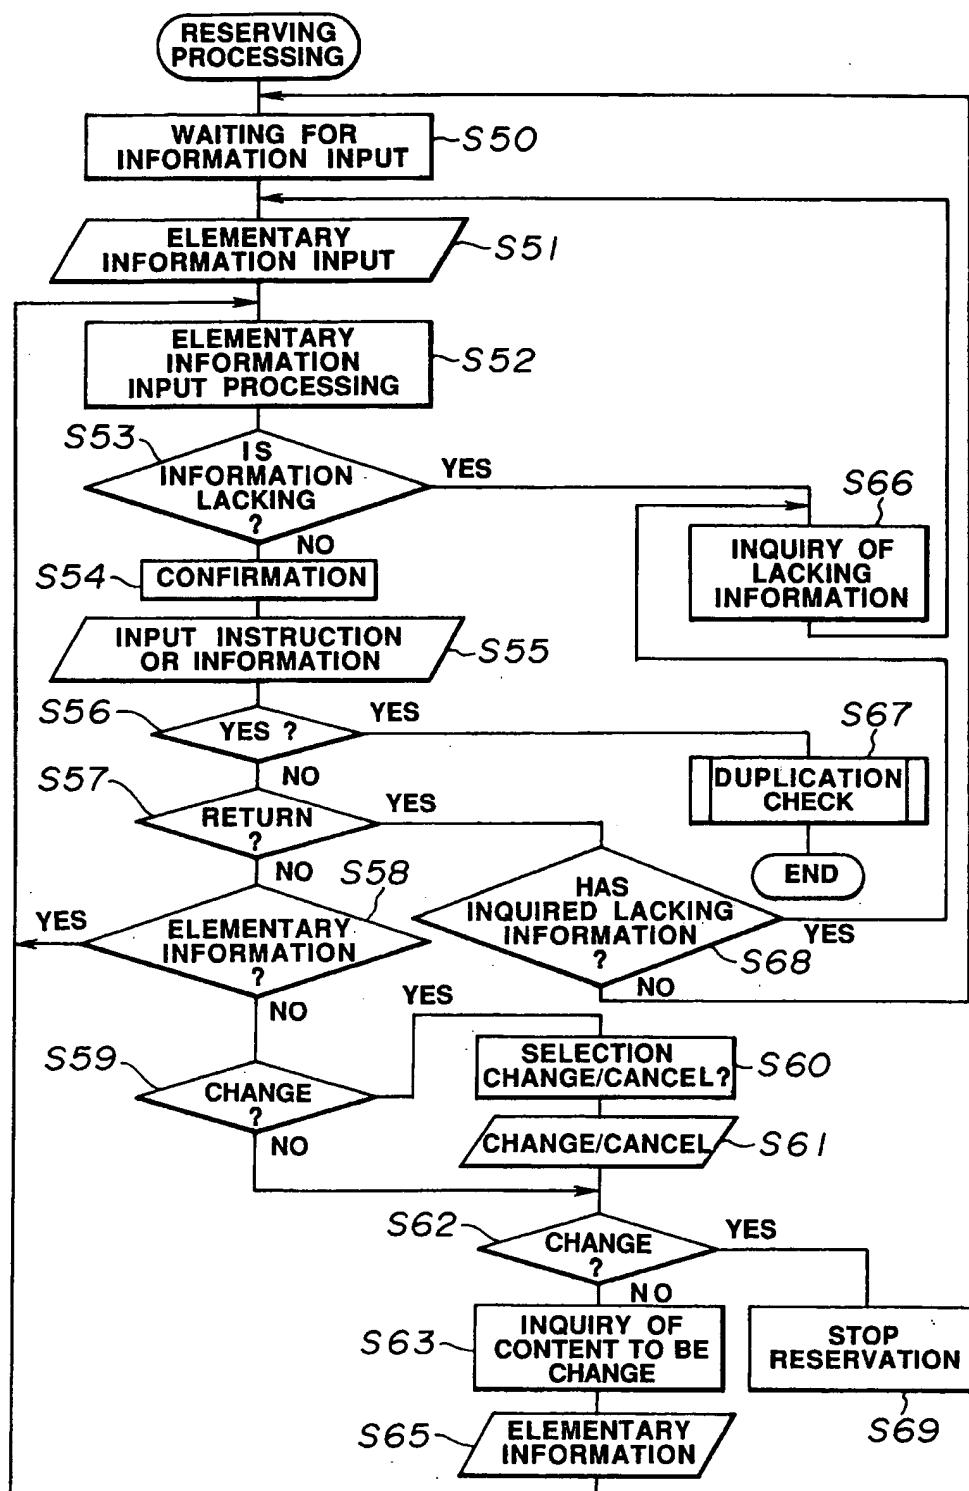 RESERVING
PROCESSING
WAITING FOR
INFORMATION INPUT
S50
ELEMENTARY
INFORMATION INPUT
S51
ELEMENTARY
INFORMATION
INPUT PROCESSING
S52
S53
IS
INFORMATION
LACKING
?
YES
NO
S66
INQUIRY OF
LACKING
INFORMATION
S54
CONFIRMATION
INPUT INSTRUCTION
OR INFORMATION
S55
S56
YES ?
YES
NO
S67
DUPLICATION
CHECK
END
S57
RETURN
?
YES
NO
S58
HAS
INQUIRED LACKING
INFORMATION
?
YES
S68
NO
YES
ELEMENTARY
INFORMATION
?
NO
YES
S59
CHANGE
?
NO
SELECTION
CHANGE/CANCEL?
S60
CHANGE/CANCEL
S61
S62
CHANGE
?
YES
NO
S63
INQUIRY OF
CONTENT TO BE
CHANGE
STOP
RESERVATION
S69
S65
ELEMENTARY
INFORMATION